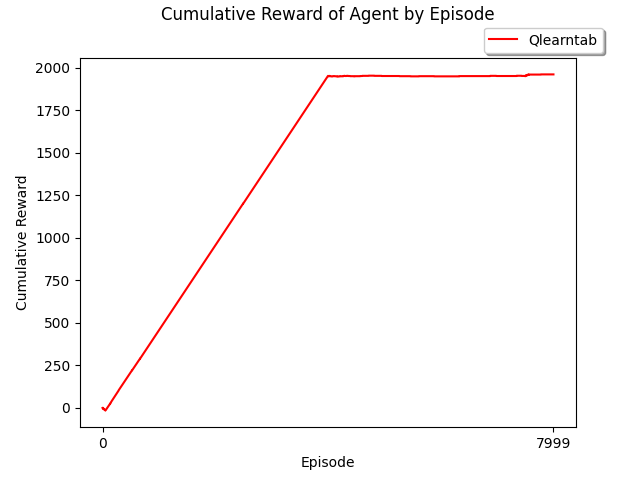 Cumulative Reward of Agent by Episode
Qlearntab
2000
1750
1500
1250
1000
750
500
250
0
Cumulative Reward
0 7999
Episode